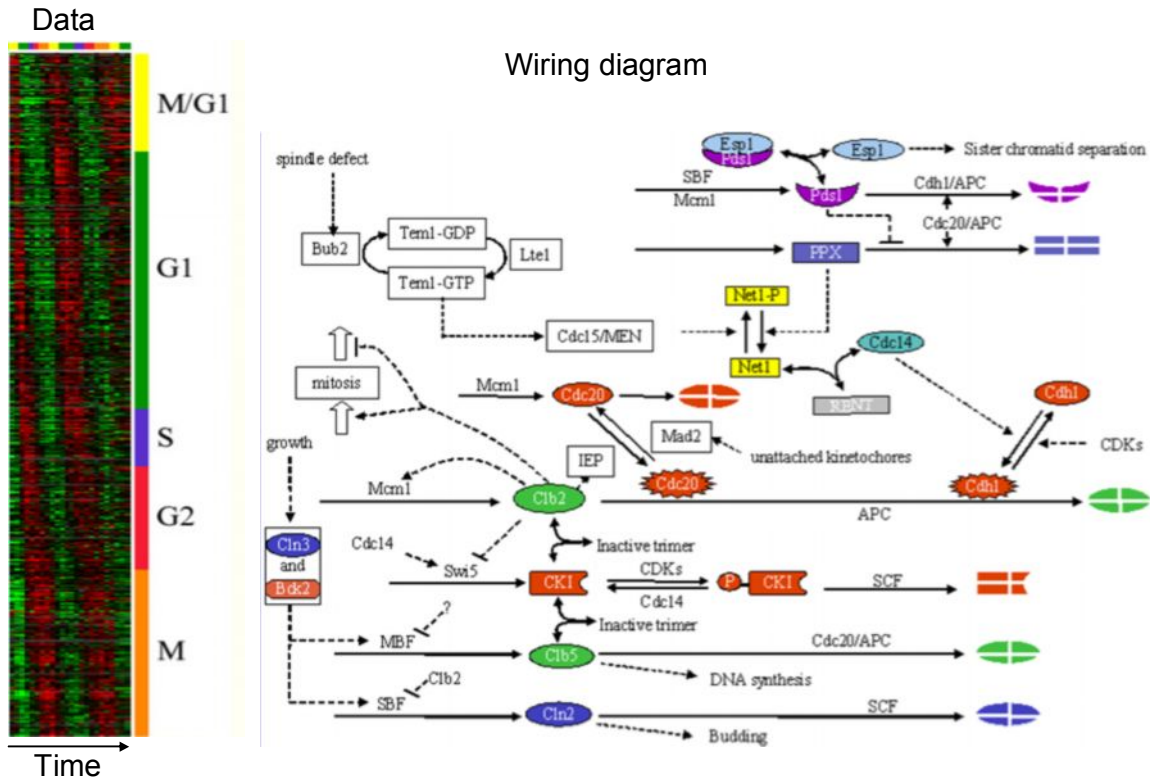 Data
Wiring diagram
M/G1
G1
S
G2
M
Time
spindle defect
Bub2
Tem1-GDP
Tem1-GTP
Lte1
Cdc15/MEN
Esp1
Pds1
Esp1
Sister chromatid separation
SBF
Mcm1
Pds1
Cdh1/APC
Cdc20/APC
PPX
Net1-P
Net1
Cdc14
RENT
mitosis
Mcm1
Cdc20
Mad2
unattached kinetochores
Cdc20
Cdh1
CDKs
Cdh1
growth
Mcm1
IEP
Clb2
APC
Cln3
and
Bck2
Cdc14
Swi5
Inactive trimer
CKI
CDKs
Cdc14
P
CKI
SCF
?
MBF
Inactive trimer
Clb5
Cdc20/APC
DNA synthesis
Clb2
SBF
Cln2
SCF
Budding